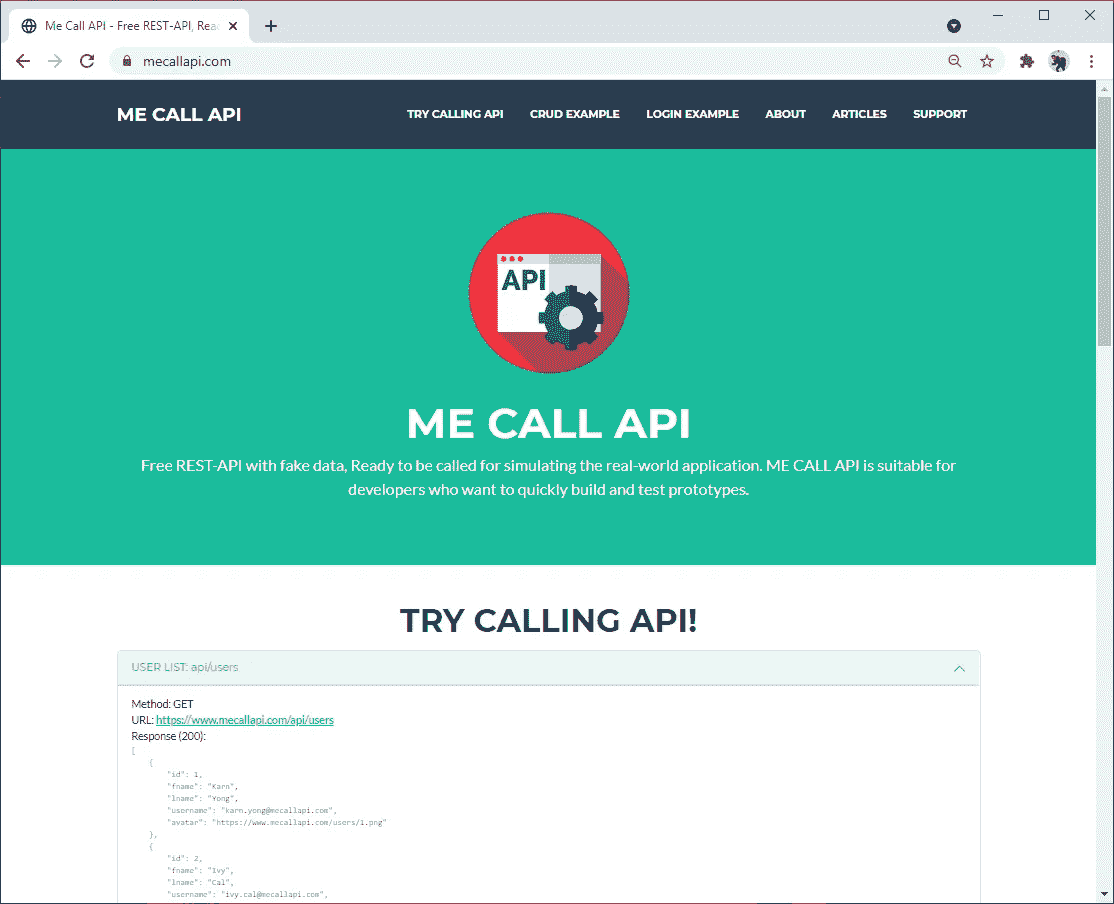 Me Call API - Free REST-API, Rea
mecallapi.com
ME CALL API
TRY CALLING API
CRUD EXAMPLE
LOGIN EXAMPLE
ABOUT
ARTICLES
SUPPORT
API
ME CALL API
Free REST-API with fake data, Ready to be called for simulating the real-world application. ME CALL API is suitable for
developers who want to quickly build and test prototypes.
TRY CALLING API!
USER LIST: api/users
Method: GET
URL: https://www.mecallapi.com/api/users
Response (200):
[
{
"id": 1,
"fname": "Karn",
"lname": "Yong",
"username": "karn.yong@mecallapi.com",
"avatar": "https://www.mecallapi.com/users/1.png"
},
{
"id": 2,
"fname": "Ivy",
"lname": "Cal",
"username": "ivy.cal@mecallapi.com",